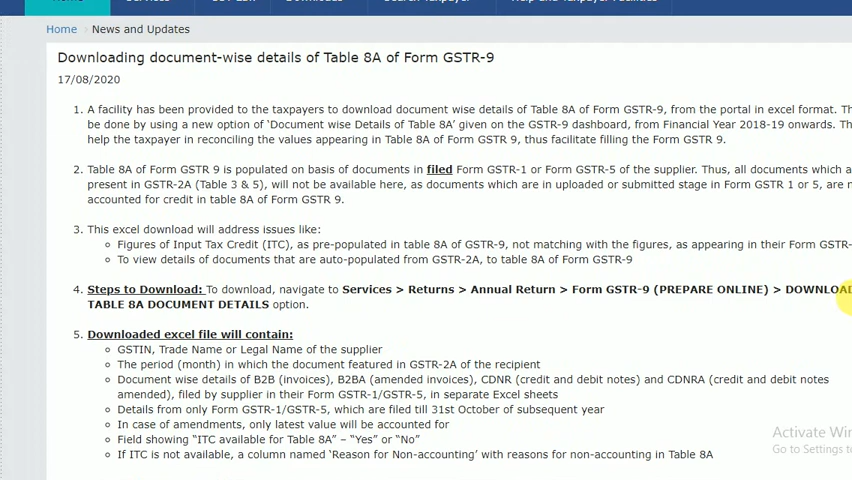 Home News and Updates
Downloading document-wise details of Table 8A of Form GSTR-9
17/08/2020
1. A facility has been provided to the taxpayers to download document wise details of Table 8A of Form GSTR-9, from the portal in excel format.
be done by using a new option of 'Document wise Details of Table 8A' given on the GSTR-9 dashboard, from Financial Year 2018-19 onwards.
help the taxpayer in reconciling the values appearing in Table 8A of Form GSTR 9, thus facilitate filling the Form GSTR 9.
2. Table 8A of Form GSTR 9 is populated on basis of documents in filed Form GSTR-1 or Form GSTR-5 of the supplier. Thus, all documents which
present in GSTR-2A (Table 3 & 5), will not be available here, as documents which are in uploaded or submitted stage in Form GSTR 1 or 5, are
accounted for credit in table 8A of Form GSTR 9.
3. This excel download will address issues like:
Figures of Input Tax Credit (ITC), as pre-populated in table 8A of GSTR-9, not matching with the figures, as appearing in their Form GSTR-
To view details of documents that are auto-populated from GSTR-2A, to table 8A of Form GSTR-9
4. Steps to Download: To download, navigate to Services > Returns > Annual Return > Form GSTR-9 (PREPARE ONLINE) >
TABLE 8A DOCUMENT DETAILS option.
5. Downloaded excel file will contain:
GSTIN, Trade Name or Legal Name of the supplier
The period (month) in which the document featured in GSTR-2A of the recipient
Document wise details of B2B (invoices), B2BA (amended invoices), CDNR (credit and debit notes) and CDNRA (credit and debit notes
amended), filed by supplier in their Form GSTR-1/GSTR-5, in separate Excel sheets
Details from only Form GSTR-1/GSTR-5, which are filed till 31st October of subsequent year
In case of amendments, only latest value will be accounted for
Field showing "ITC available for Table 8A" – "Yes" or "No"
If ITC is not available, a column named 'Reason for Non-accounting' with reasons for non-accounting in Table 8A
Activate
Go to Settings